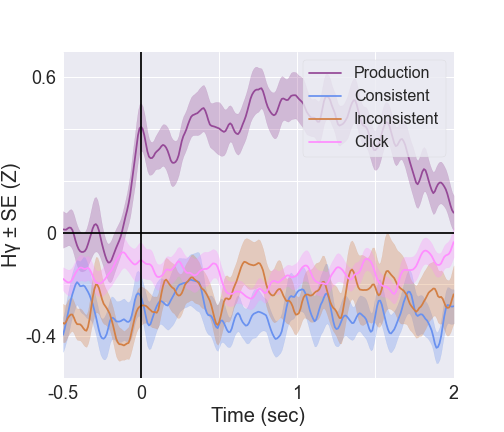 Production
Consistent
Inconsistent
Click
0.6
0
-0.4
Hγ ± SE (Z)
-0.5 0 1 2
Time (sec)